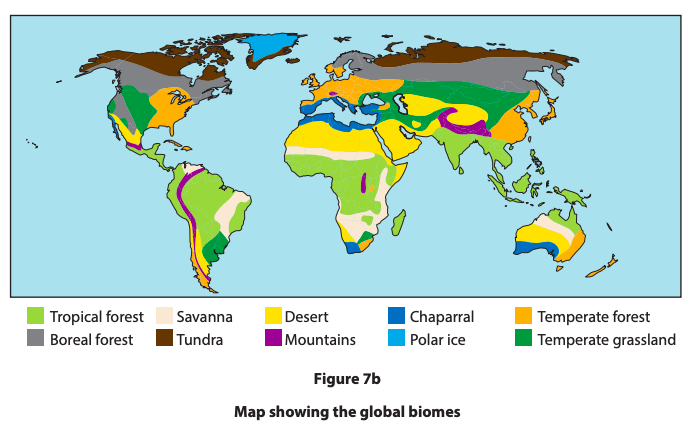 Tropical forest Savanna Desert Chaparral Temperate forest
Boreal forest Tundra Mountains Polar ice Temperate grassland
Figure 7b
Map showing the global biomes